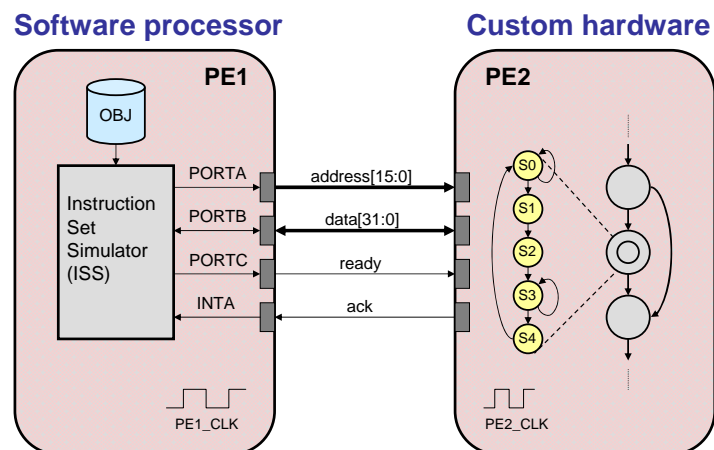 Software processor
Custom hardware
PE1
PE2
OBJ
Instruction
Set
Simulator
(ISS)
PORTA
PORTB
PORTC
INTA
address[15:0]
data[31:0]
ready
ack
S0
S1
S2
S3
S4
PE1_CLK
PE2_CLK